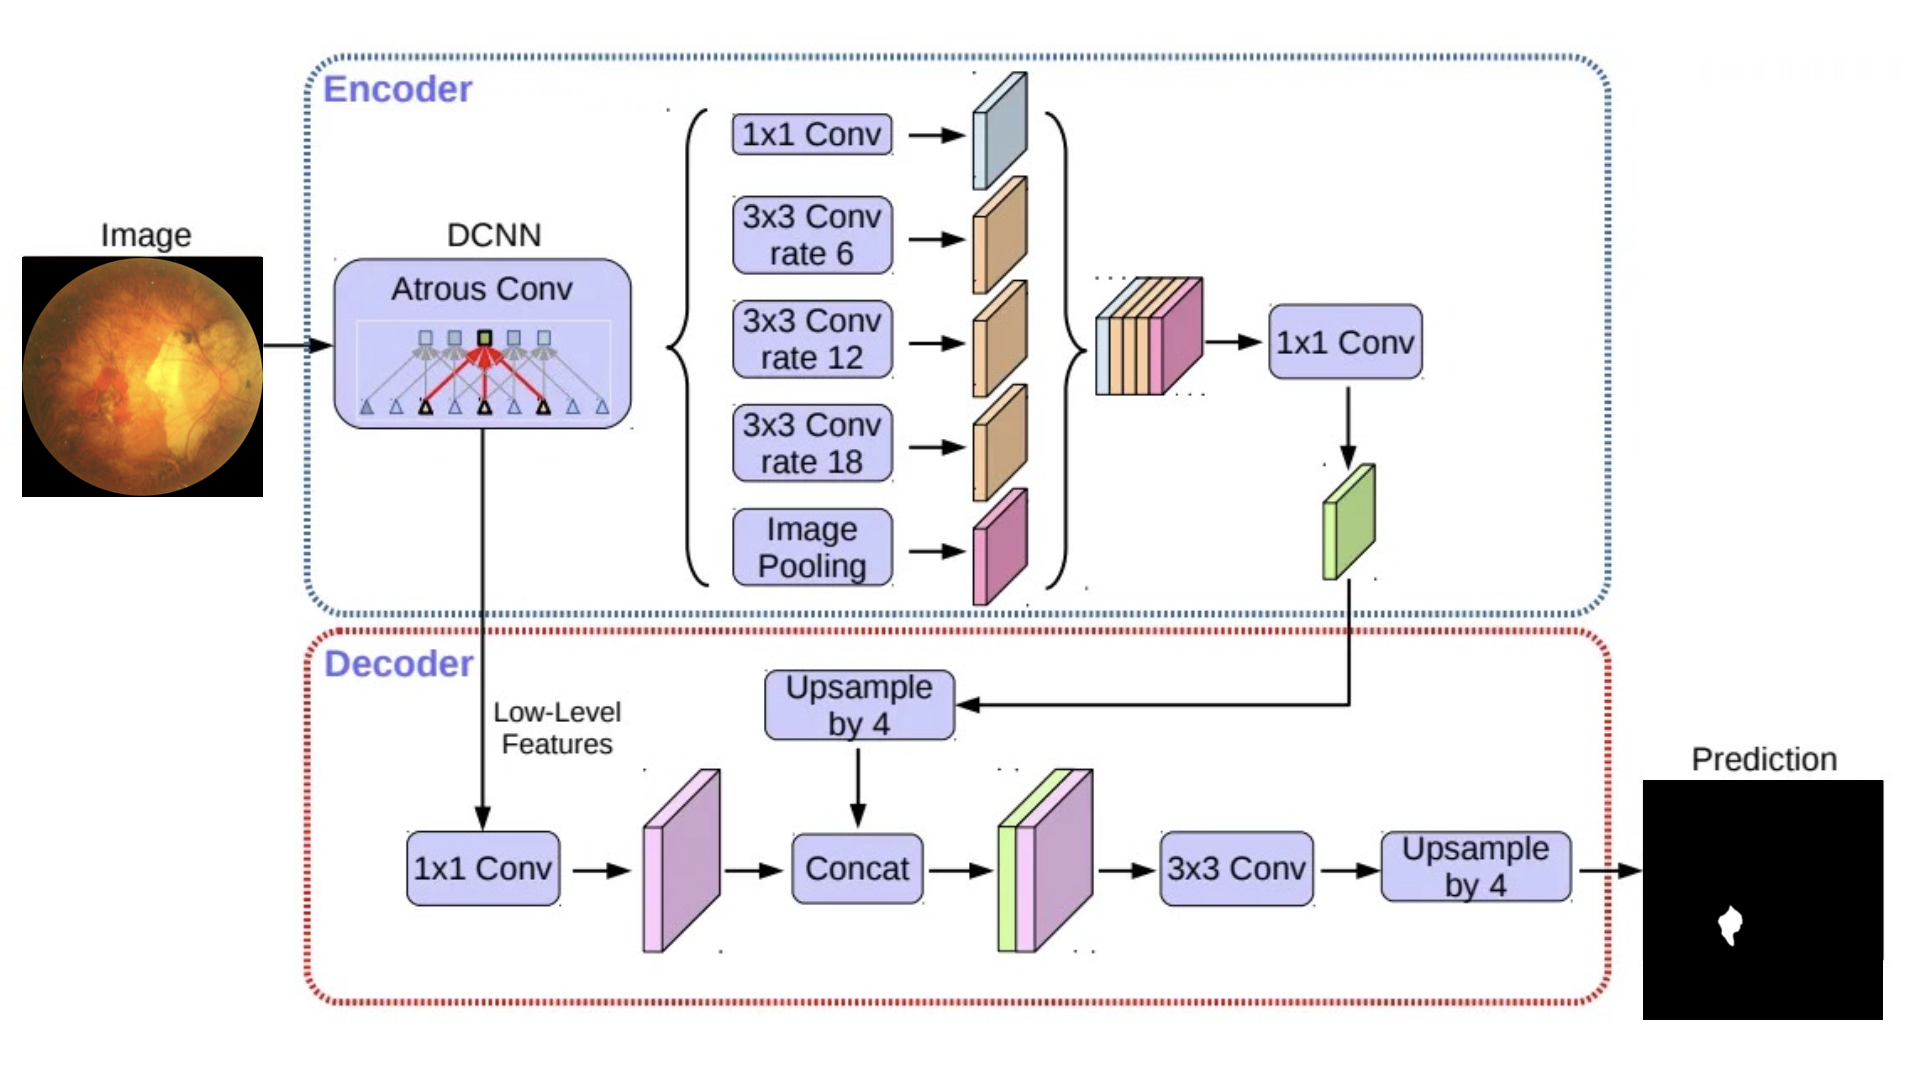 Encoder
Image
DCNN
Atrous Conv
1x1 Conv
3x3 Conv
rate 6
3x3 Conv
rate 12
3x3 Conv
rate 18
Image
Pooling
1x1 Conv
Decoder
Low-Level
Features
Upsample
by 4
1x1 Conv
Concat
3x3 Conv
Upsample
by 4
Prediction